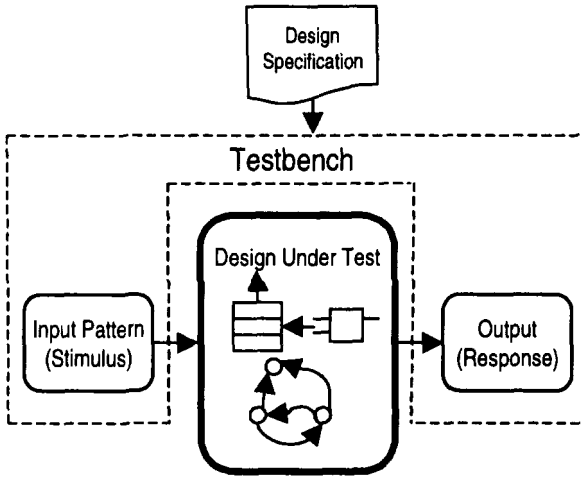 Design
Specification
Testbench
Design Under Test
Input Pattern
(Stimulus)
Output
(Response)